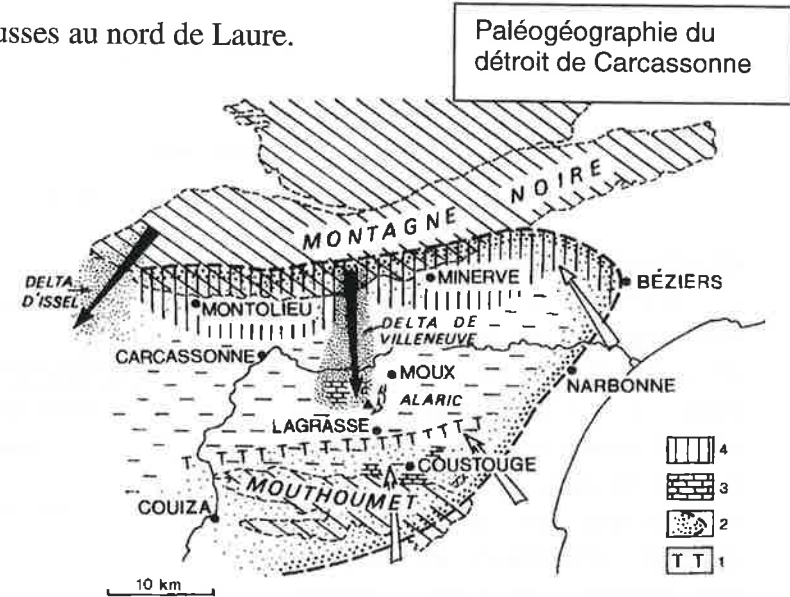 usses au nord de Laure.
Paléogéographie du
détroit de Carcassonne
MONTAGNE NOIRE
DELTA
D'ISSEL
MINERVE
BÉZIERS
MONTOLIEU
DELTA DE
VILLENEUVE
CARCASSONNE
MOUX
NARBONNE
ALARIC
LAGRASSE
T T T T T T T T T T T T T T
COUSTOUGE
MOUTHOUMET
COUIZA
4
3
2
T T 1
10 km